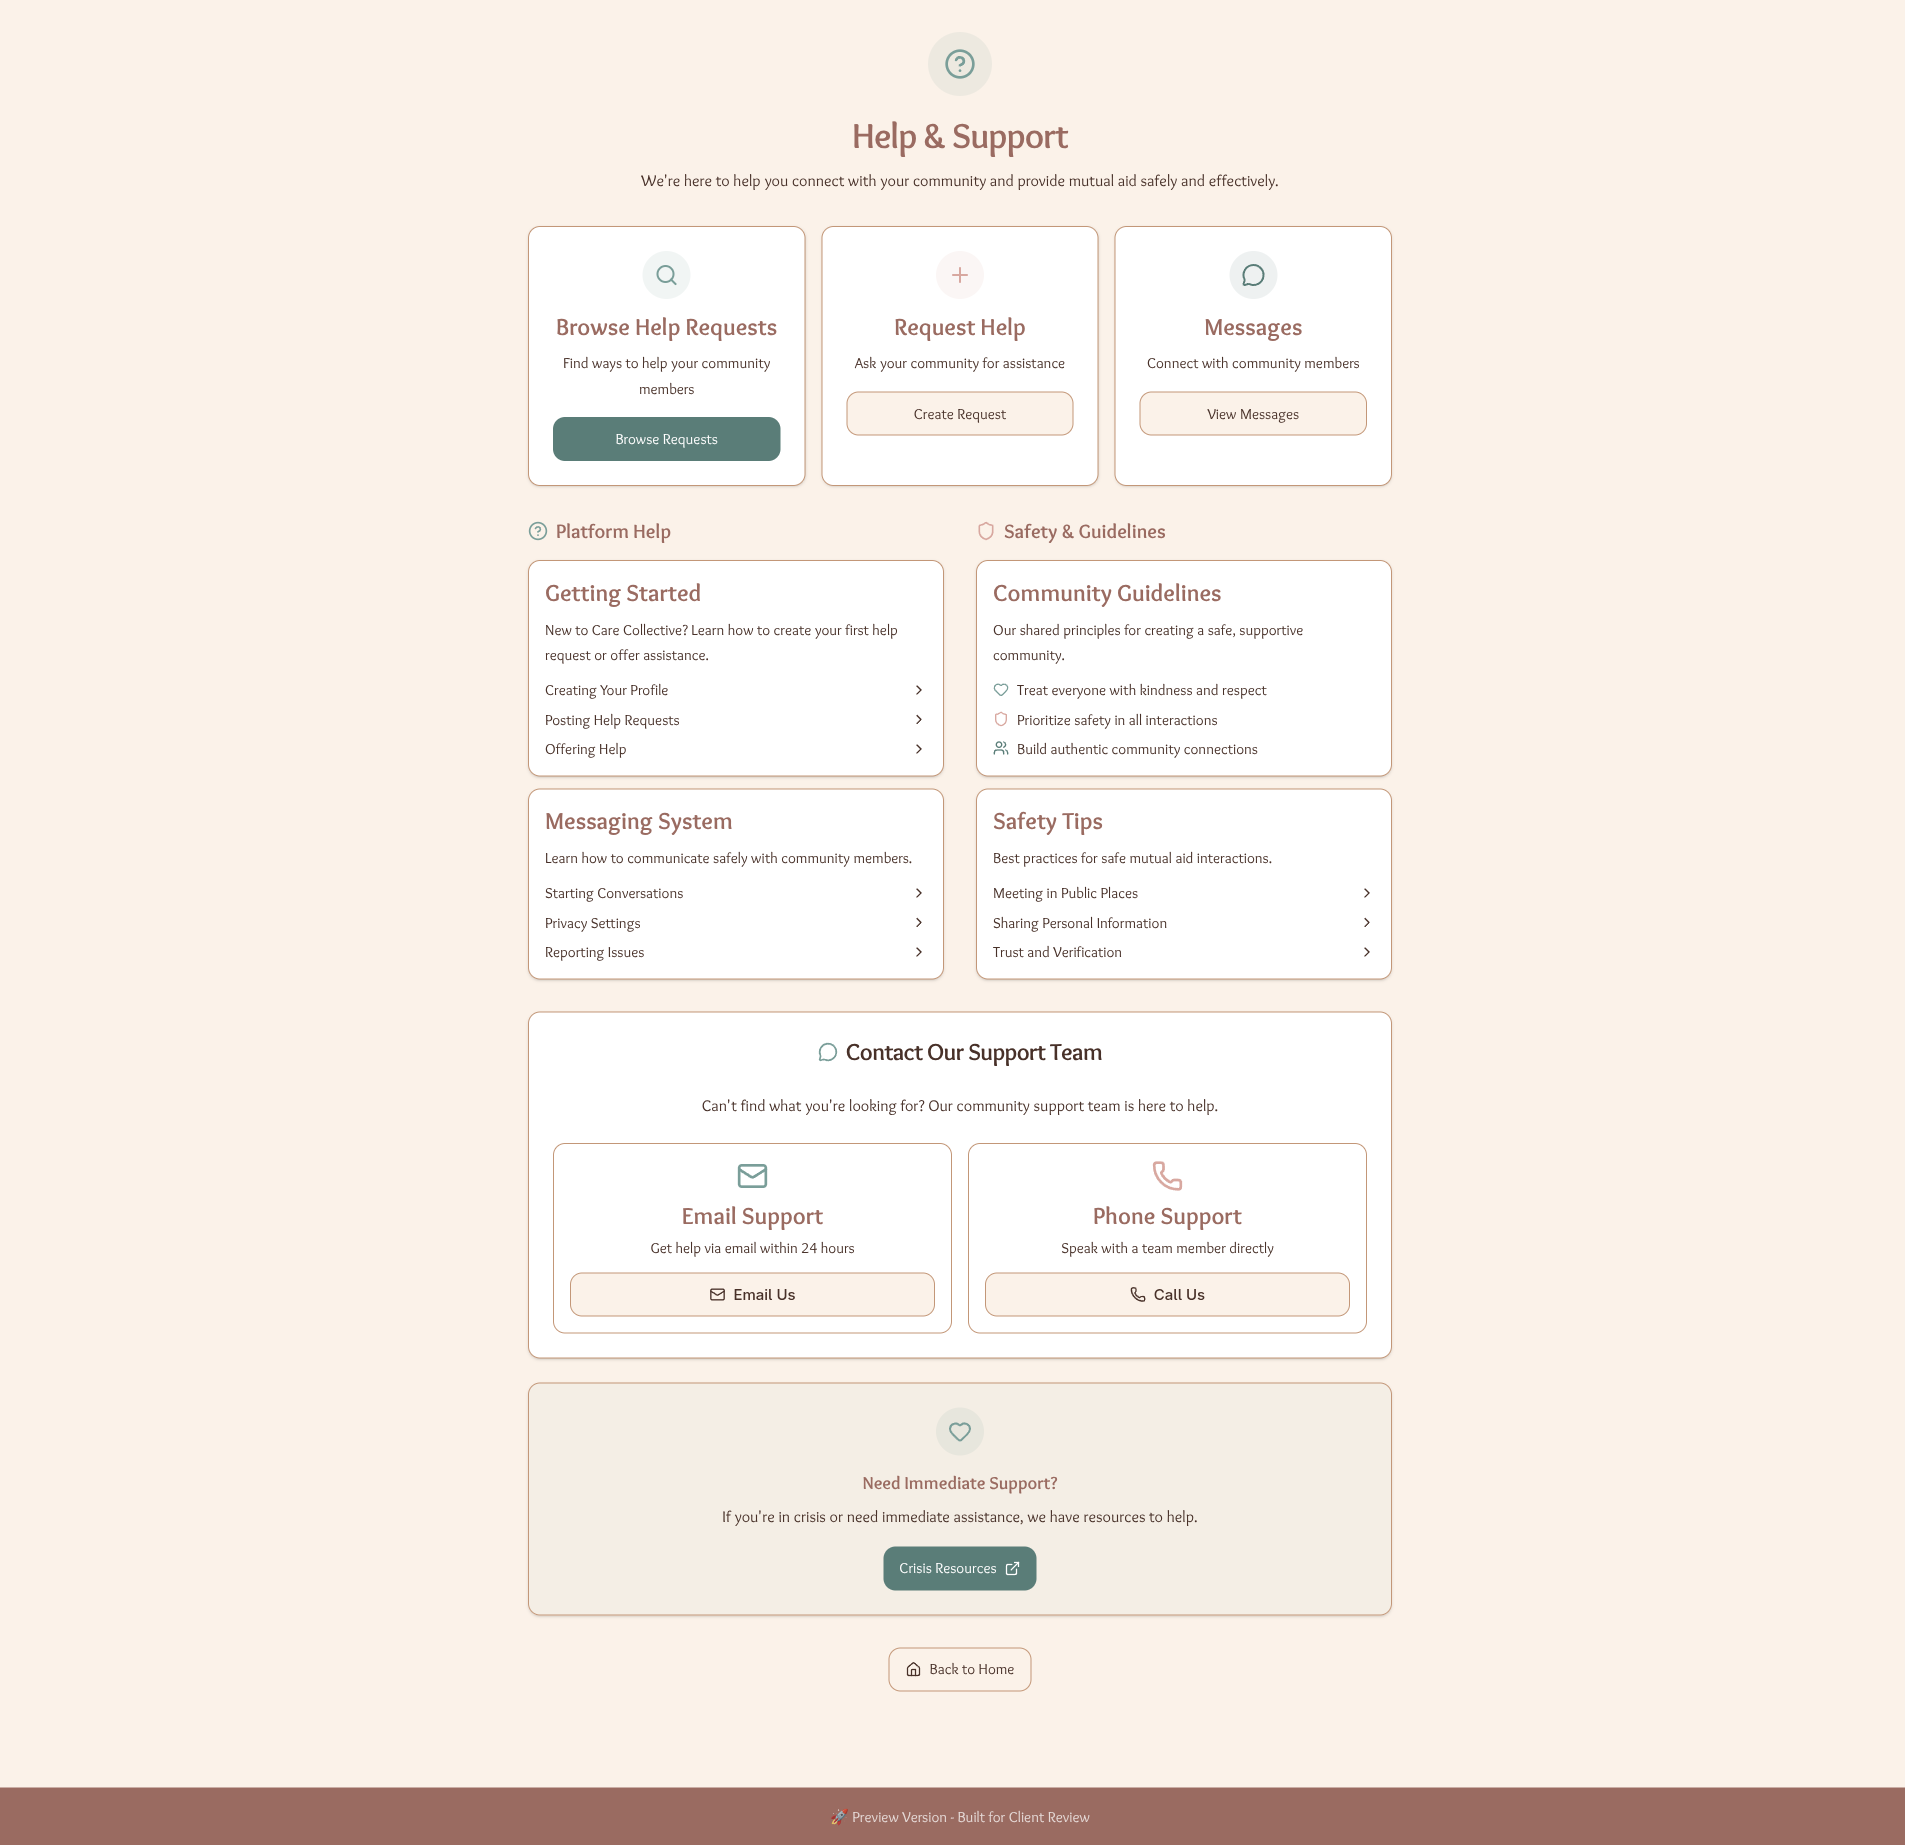 Help & Support
We're here to help you connect with your community and provide mutual aid safely and effectively.
Browse Help Requests
Find ways to help your community
members
Browse Requests
Request Help
Ask your community for assistance
Create Request
Messages
Connect with community members
View Messages
Platform Help
Getting Started
New to Care Collective? Learn how to create your first help
request or offer assistance.
Creating Your Profile
Posting Help Requests
Offering Help
Messaging System
Learn how to communicate safely with community members.
Starting Conversations
Privacy Settings
Reporting Issues
Safety & Guidelines
Community Guidelines
Our shared principles for creating a safe, supportive
community.
Treat everyone with kindness and respect
Prioritize safety in all interactions
Build authentic community connections
Safety Tips
Best practices for safe mutual aid interactions.
Meeting in Public Places
Sharing Personal Information
Trust and Verification
Contact Our Support Team
Can't find what you're looking for? Our community support team is here to help.
Email Support
Get help via email within 24 hours
Email Us
Phone Support
Speak with a team member directly
Call Us
Need Immediate Support?
If you're in crisis or need immediate assistance, we have resources to help.
Crisis Resources
Back to Home
🚀 Preview Version - Built for Client Review